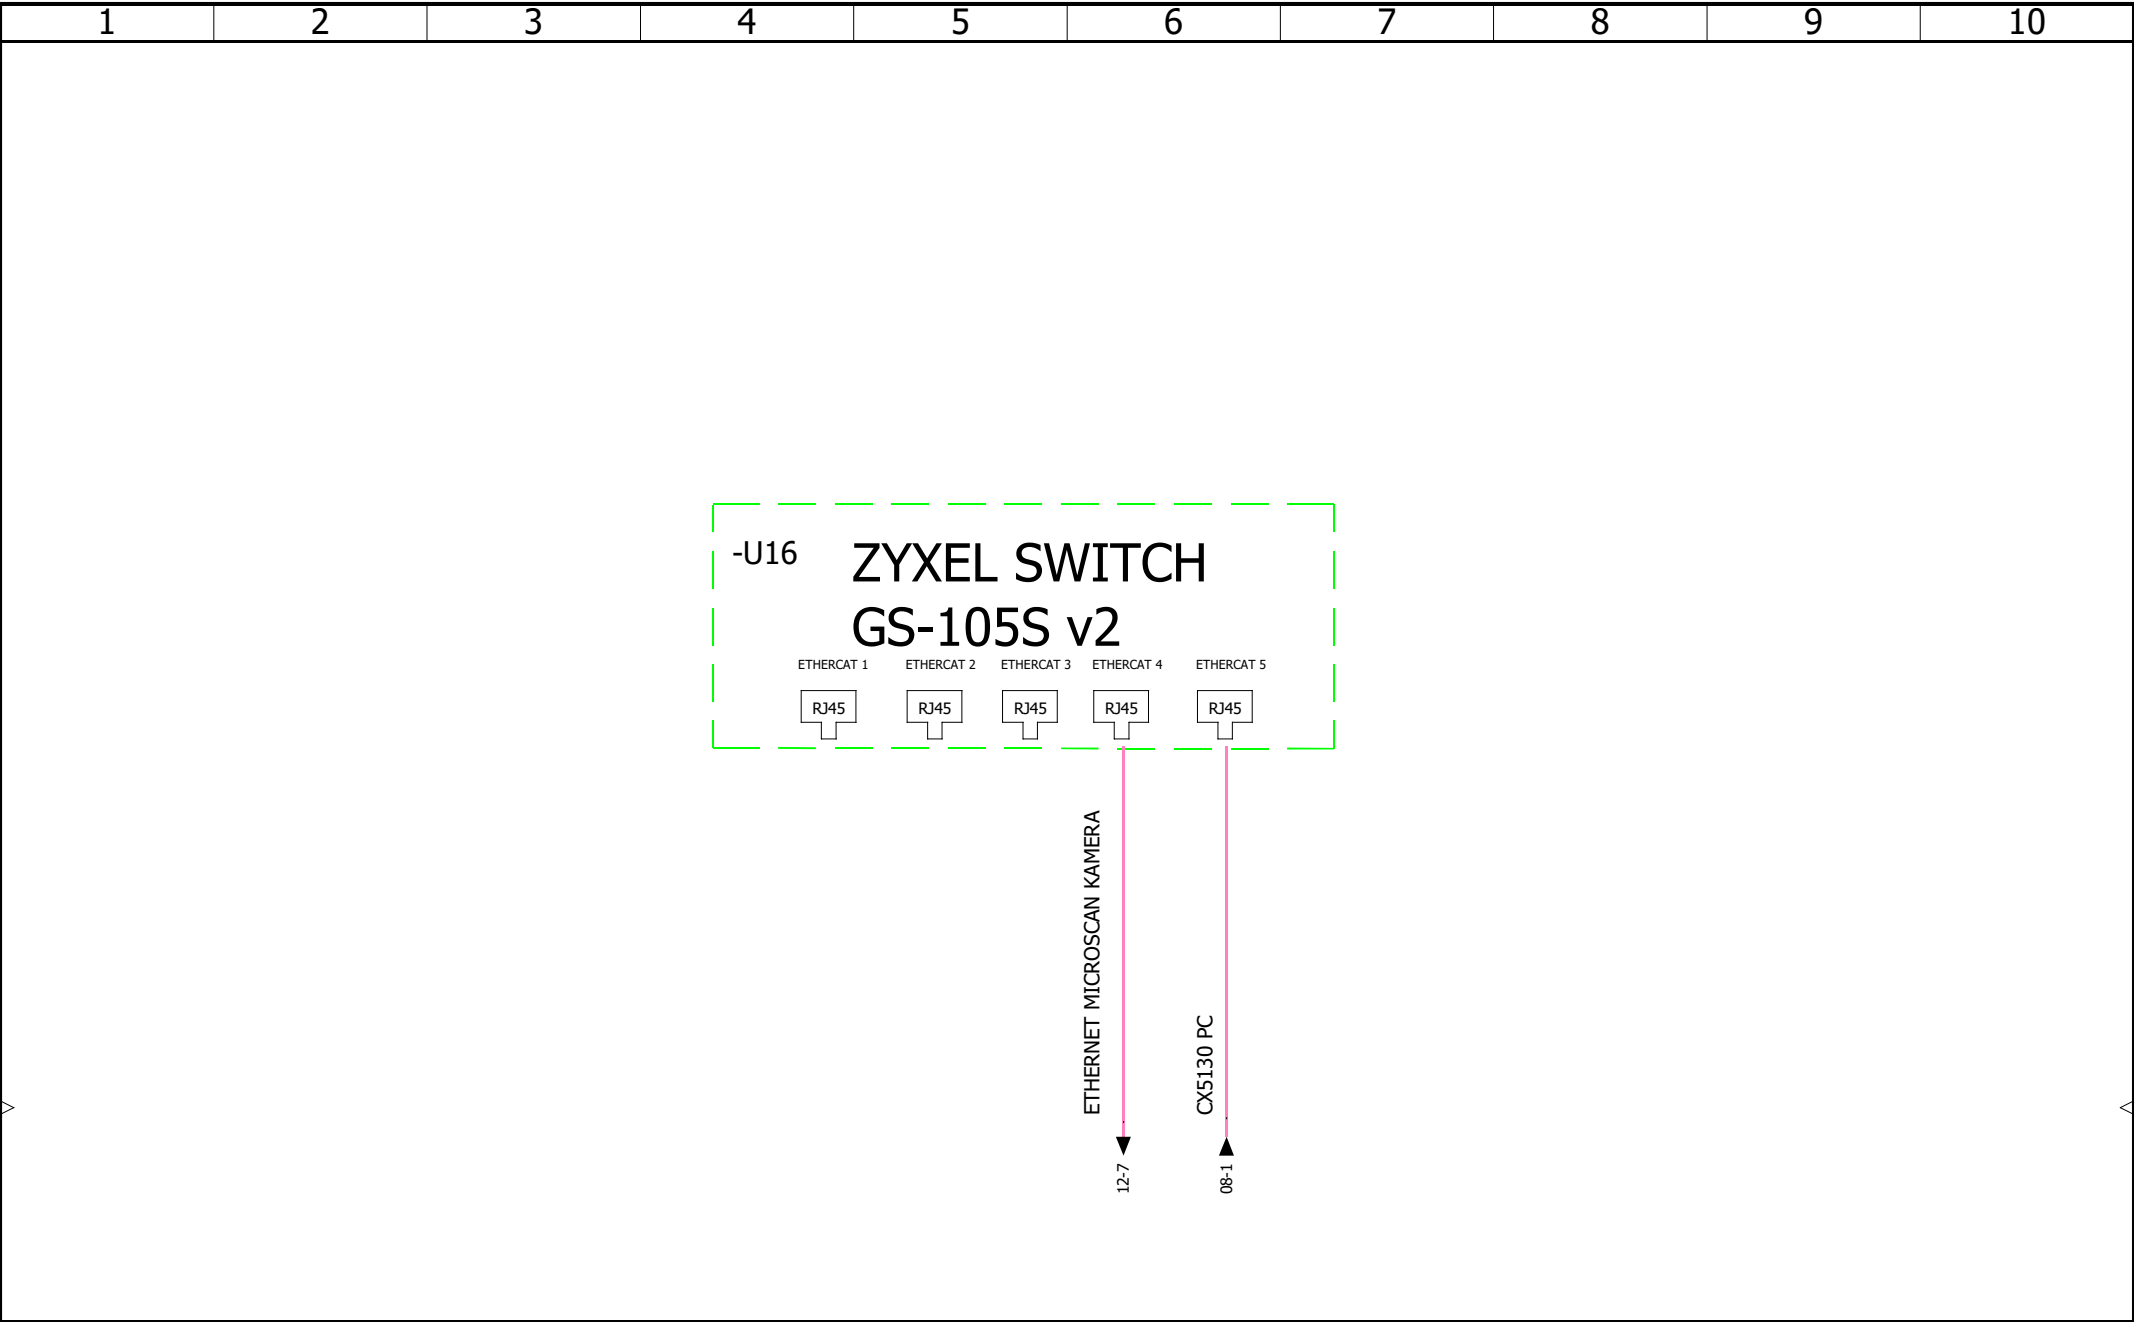 1 2 3 4 5 6 7 8 9 10
-U16
ZYXEL SWITCH
GS-105S v2
ETHERCAT 1 ETHERCAT 2 ETHERCAT 3 ETHERCAT 4 ETHERCAT 5
RJ45 RJ45 RJ45 RJ45 RJ45
ETHERNET MICROSCAN KAMERA
CX5130 PC
12-7
08-1